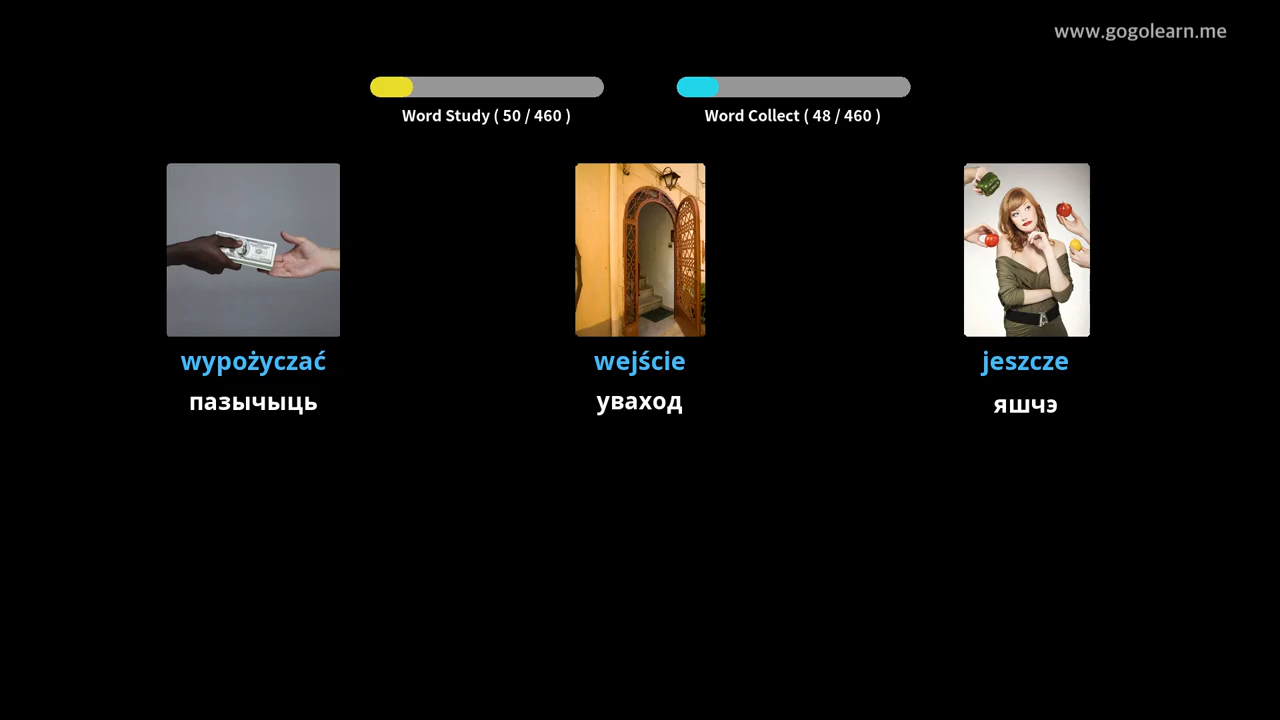 www.gogolearn.me
Word Study ( 50 / 460 )
Word Collect ( 48 / 460 )
wypożyczać
wejście
jeszcze
пазычыць
уваход
яшчэ